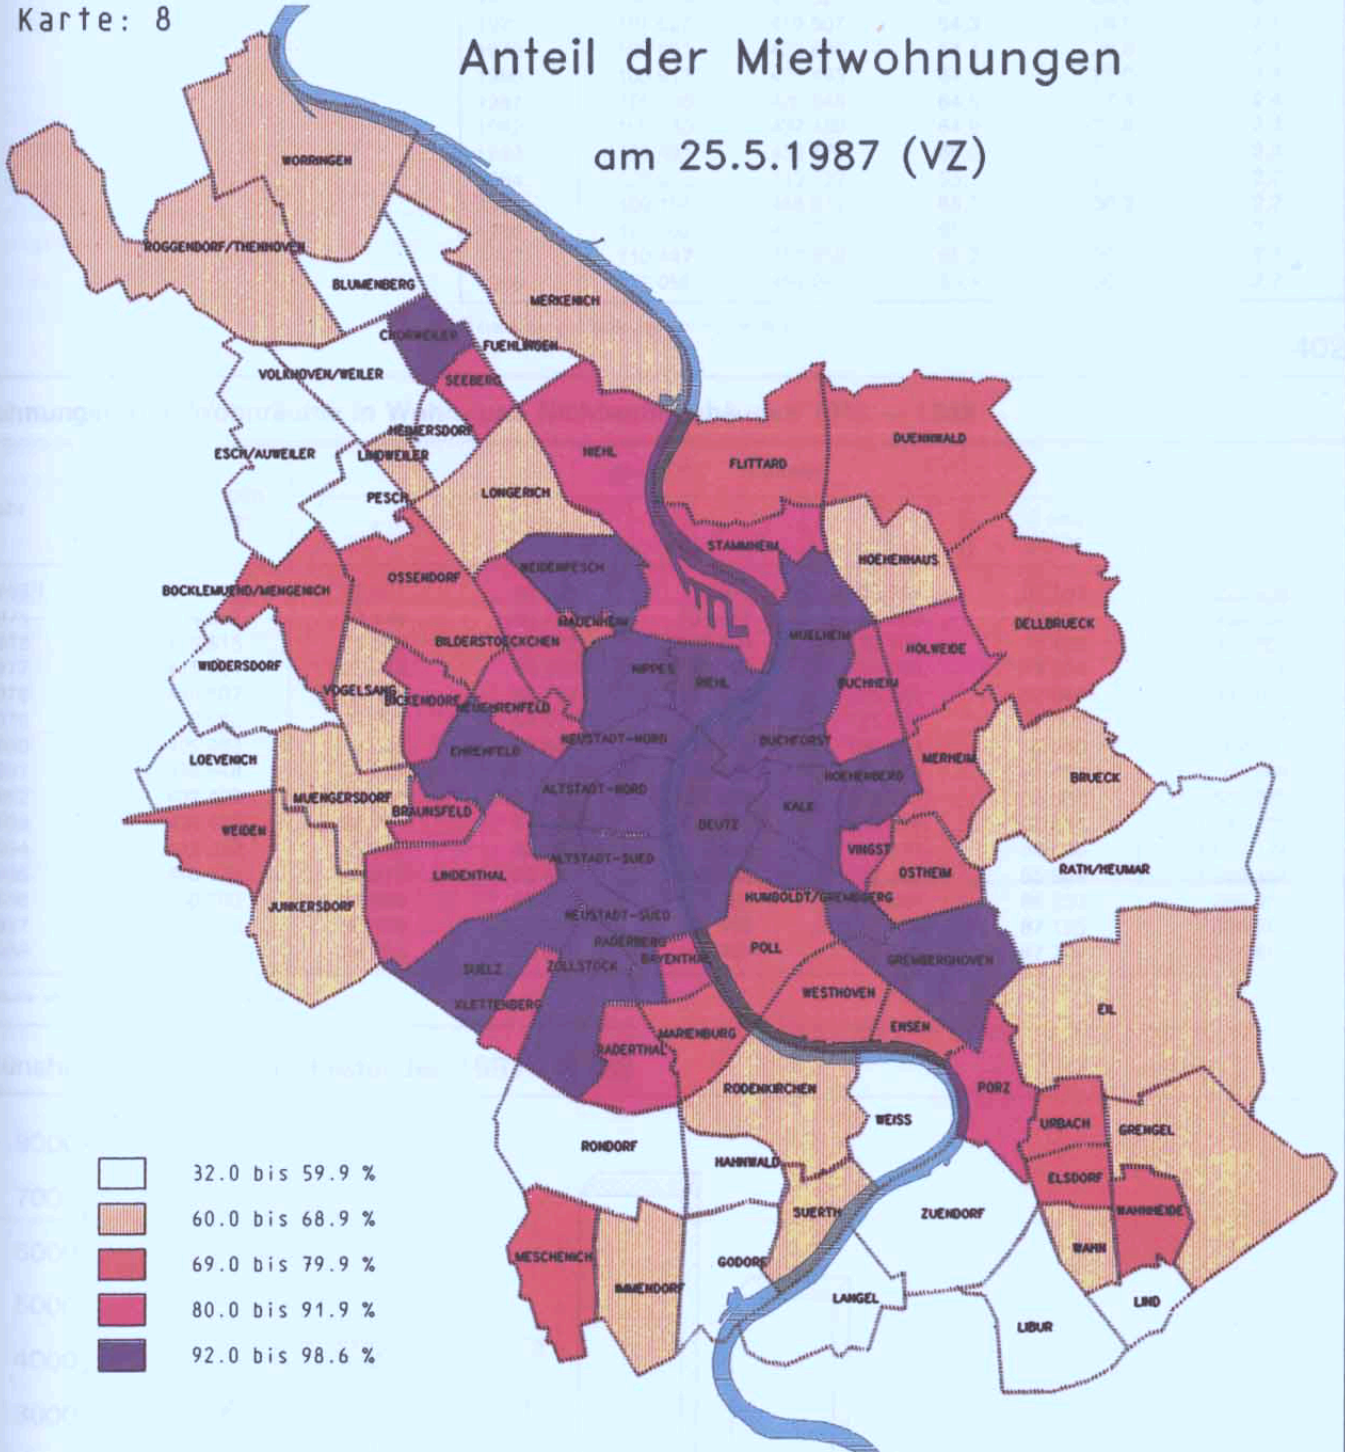 Karte: 8
Anteil der Mietwohnungen
am 25.5.1987 (VZ)
WORRINGEN
ROGGENDORF/THENHOVEN
BLUMENBERG
MERKENICH
CHORWEILER
FUEHLINGEN
VOLKHOVEN/WEILER
SEEBERG
HEIMERSDORF
LINDWEILER
ESCH/AUWEILER
NIEHL
DUENNWALD
FLITTARD
PESCH
LONGERICH
STAMMHEIM
HOEHENHAUS
WEIDENPESCH
OSSENDORF
BOCKLEMUEND/MENGENICH
MAUENHEIM
DELLBRUECK
MUELHEIM
BILDERSTOECKCHEN
HOLWEIDE
WIDDERSDORF
NIPPES
RIEHL
BUCHHEIM
VOGELSANG
BICKENDORF
NEUEHRENFELD
NEUSTADT-NORD
BUCHFORST
EHRENFELD
LOEVENICH
MERHEIM
HOEHENBERG
BRUECK
ALTSTADT-NORD
MUENGERSDORF
BRAUNSFELD
KALK
DEUTZ
WEIDEN
VINGST
ALTSTADT-SUED
OSTHEIM
RATH/HEUMAR
LINDENTHAL
HUMBOLDT/GREMBERG
JUNKERSDORF
NEUSTADT-SUED
RADERBERG
POLL
BAYENTHAL
GREMBERGHOVEN
SUELZ
ZOLLSTOCK
WESTHOVEN
KLETTENBERG
EIL
ENSEN
MARIENBURG
RADERTHAL
RODENKIRCHEN
PORZ
WEISS
URBACH
GRENGEL
RONDORF
HAHNWALD
ELSDORF
SUERTH
ZUENDORF
WAHNHEIDE
WAHN
MESCHENICH
GODORF
IMMENDORF
LANGEL
LIND
LIBUR
32.0 bis 59.9 %
60.0 bis 68.9 %
69.0 bis 79.9 %
80.0 bis 91.9 %
92.0 bis 98.6 %